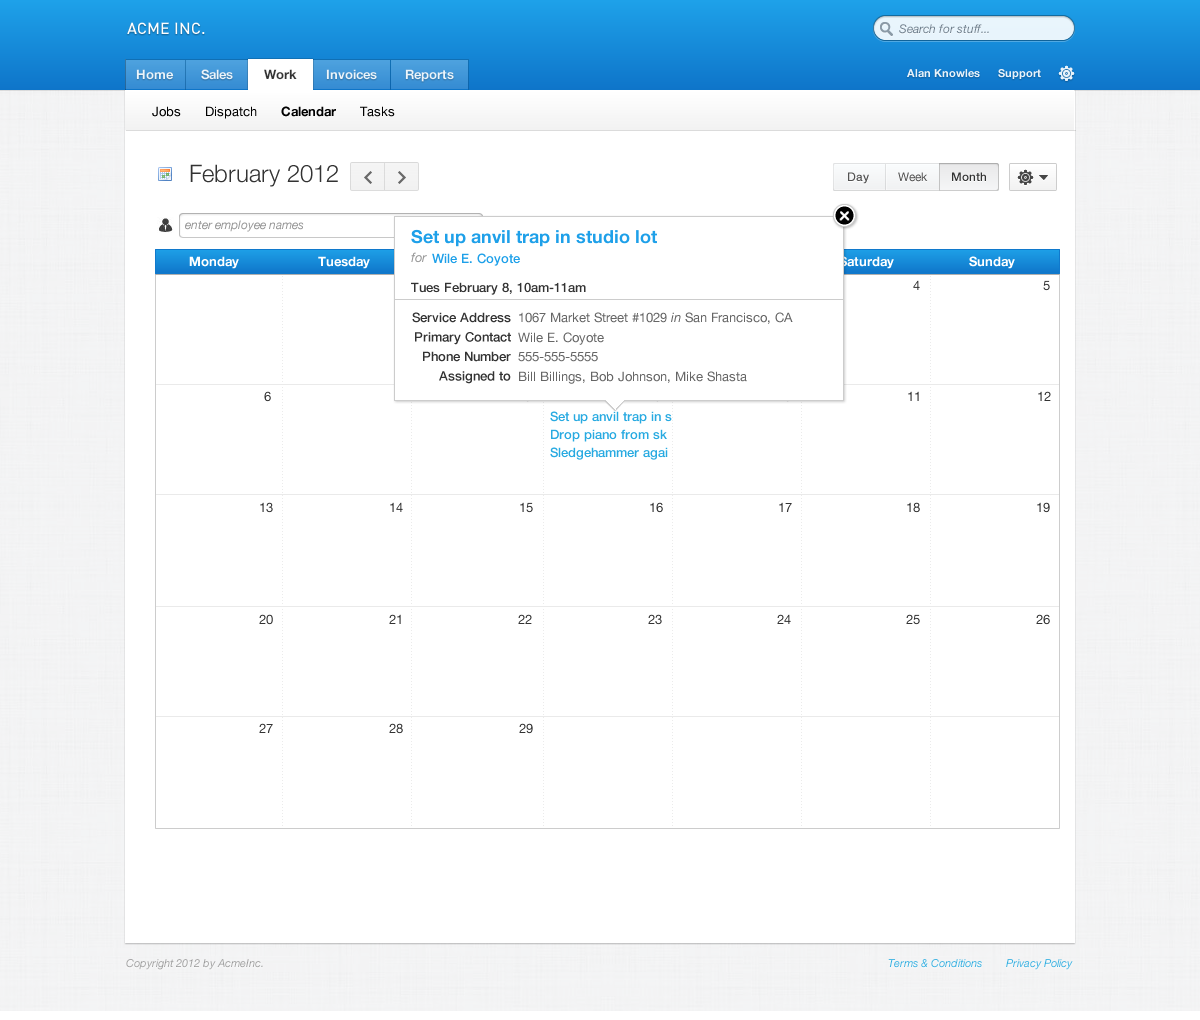 ACME INC.
Search for stuff...
Home Sales Work Invoices Reports
Alan Knowles Support
Jobs Dispatch Calendar Tasks
February 2012
Day Week Month
enter employee names
Set up anvil trap in studio lot
for Wile E. Coyote
Tues February 8, 10am-11am
Service Address 1067 Market Street #1029 in San Francisco, CA
Primary Contact Wile E. Coyote
Phone Number 555-555-5555
Assigned to Bill Billings, Bob Johnson, Mike Shasta
Monday Tuesday Saturday Sunday
4 5
6 11 12
Set up anvil trap in s
Drop piano from sk
Sledgehammer agai
13 14 15 16 17 18 19
20 21 22 23 24 25 26
27 28 29
Copyright 2012 by AcmeInc.
Terms & Conditions Privacy Policy